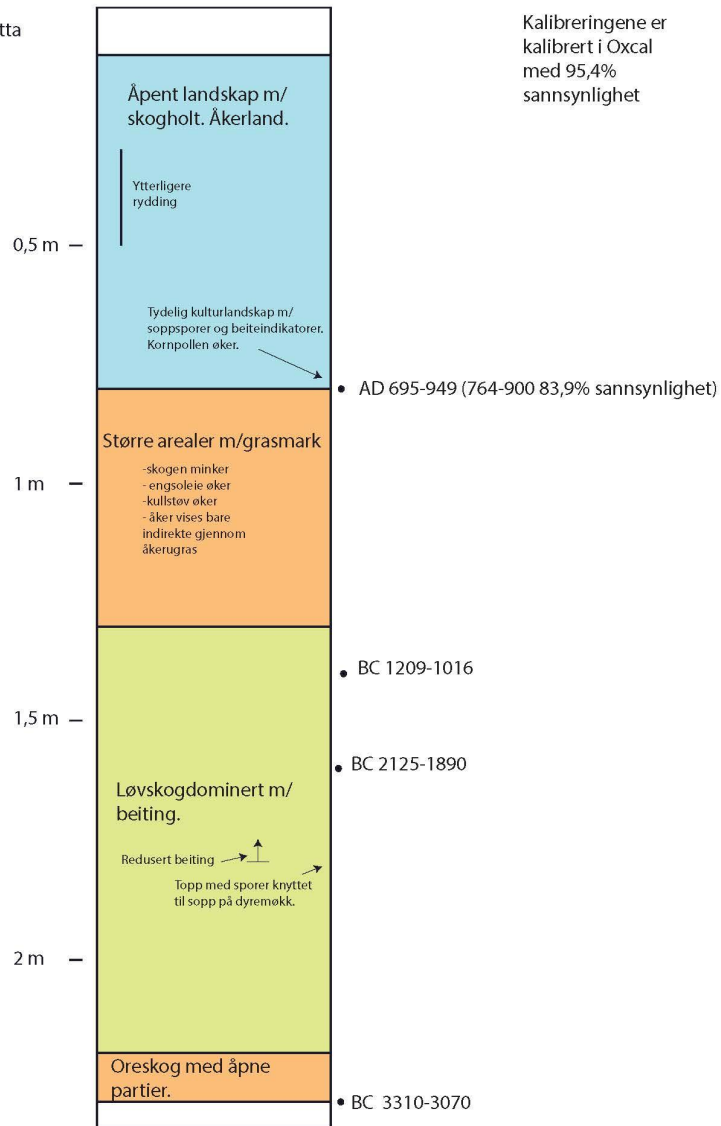 tta
Kalibreringene er
kalibrert i Oxcal
med 95,4%
sannsynlighet
Åpent landskap m/
skogholt. Åkerland.
Ytterligere
rydding
0,5 m
Tydelig kulturlandskap m/
soppsporer og beiteindikatorer.
Kornpollen øker.
AD 695-949 (764-900 83,9% sannsynlighet)
Større arealer m/grasmark
-skogen minker
- engsoleie øker
-kullstøv øker
- åker vises bare
indirekte gjennom
åkerugras
1 m
BC 1209-1016
1,5 m
BC 2125-1890
Løvskogdominert m/
beiting.
Redusert beiting
Topp med sporer knyttet
til sopp på dyremøkk.
2 m
Oreskog med åpne
partier.
BC 3310-3070